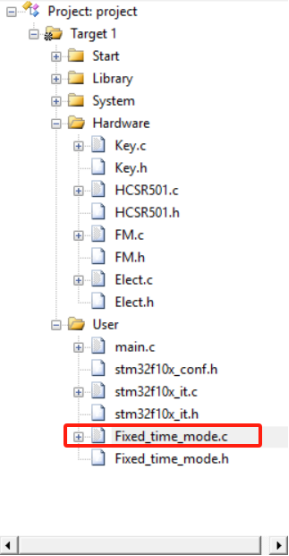 Project: project
Target 1
Start
Library
System
Hardware
Key.c
Key.h
HCSR501.c
HCSR501.h
FM.c
FM.h
Elect.c
Elect.h
User
main.c
stm32f10x_conf.h
stm32f10x_it.c
stm32f10x_it.h
Fixed_time_mode.c
Fixed_time_mode.h